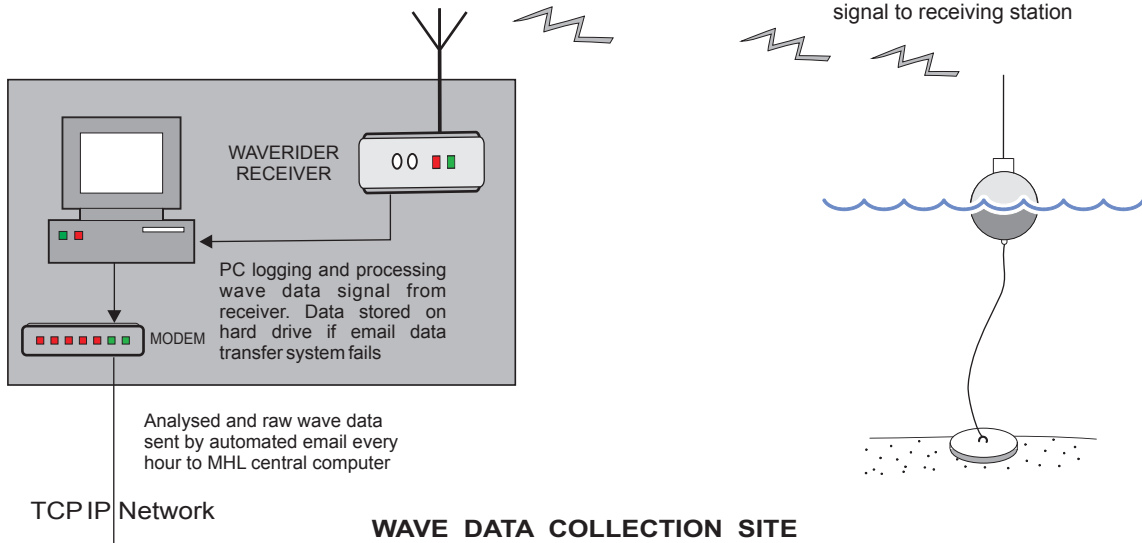 signal to receiving station
WAVERIDER
RECEIVER
PC logging and processing
wave data signal from
receiver. Data stored on
hard drive if email data
transfer system fails
MODEM
Analysed and raw wave data
sent by automated email every
hour to MHL central computer
TCP IP Network
WAVE DATA COLLECTION SITE